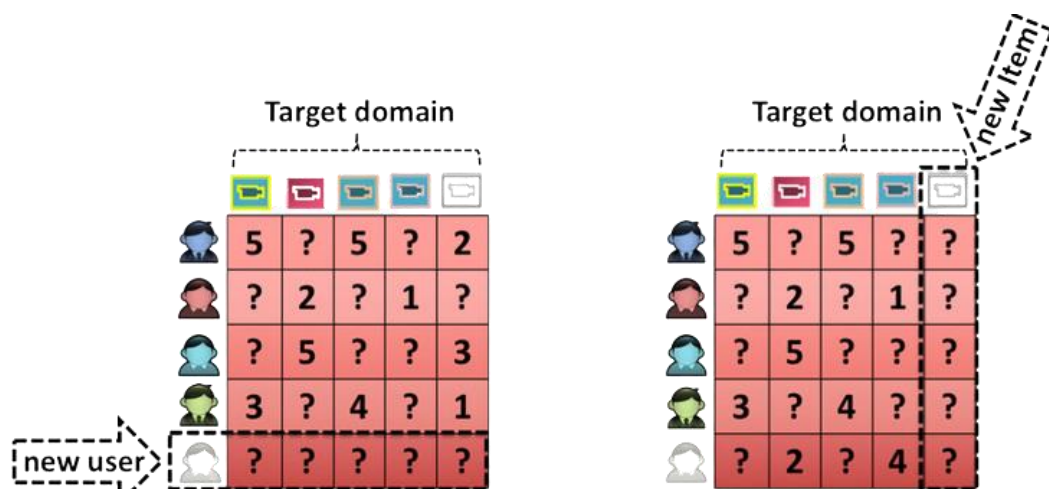 Target domain
5 ? 5 ? 2
? 2 ? 1 ?
? 5 ? ? 3
3 ? 4 ? 1
new user
? ? ? ? ?
new Item
Target domain
5 ? 5 ? ?
? 2 ? 1 ?
? 5 ? ? ?
3 ? 4 ? ?
? 2 ? 4 ?